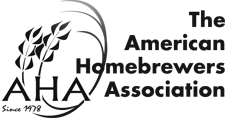 The
American
Homebrewers
Association
AHA
Since 1978